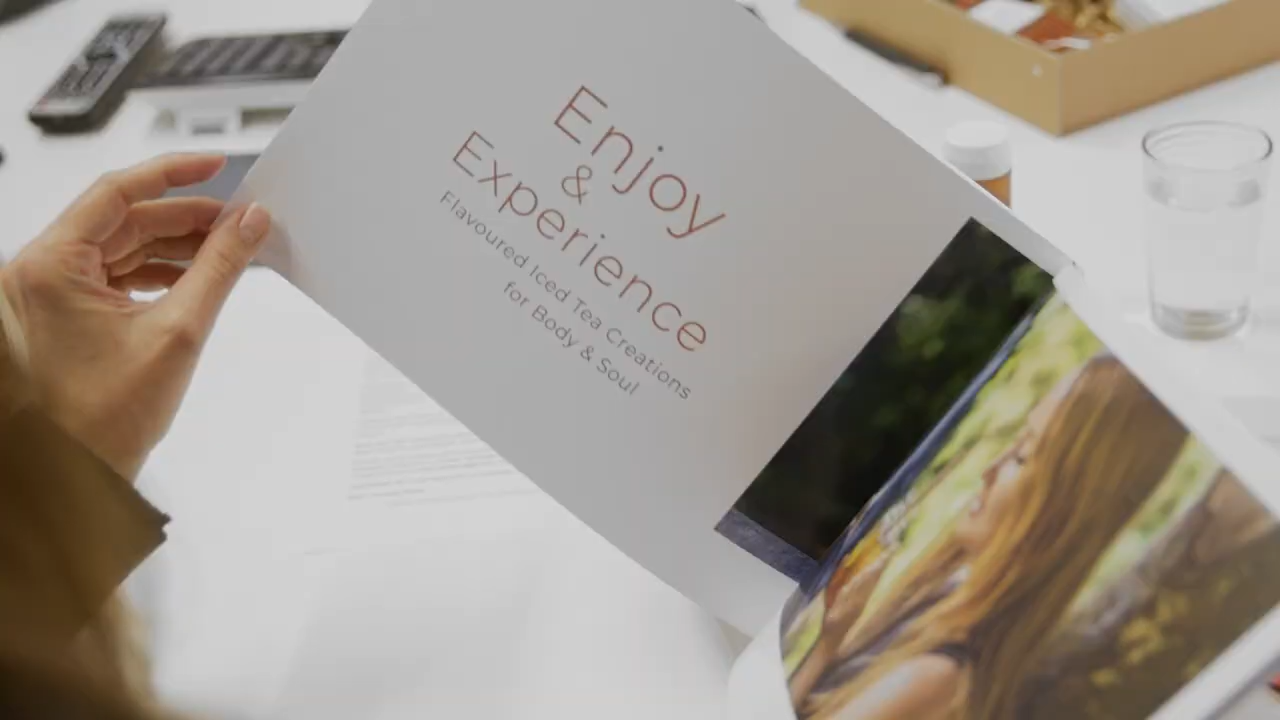 Enjoy
&
Experience
Flavoured Iced Tea Creations
for Body & Soul